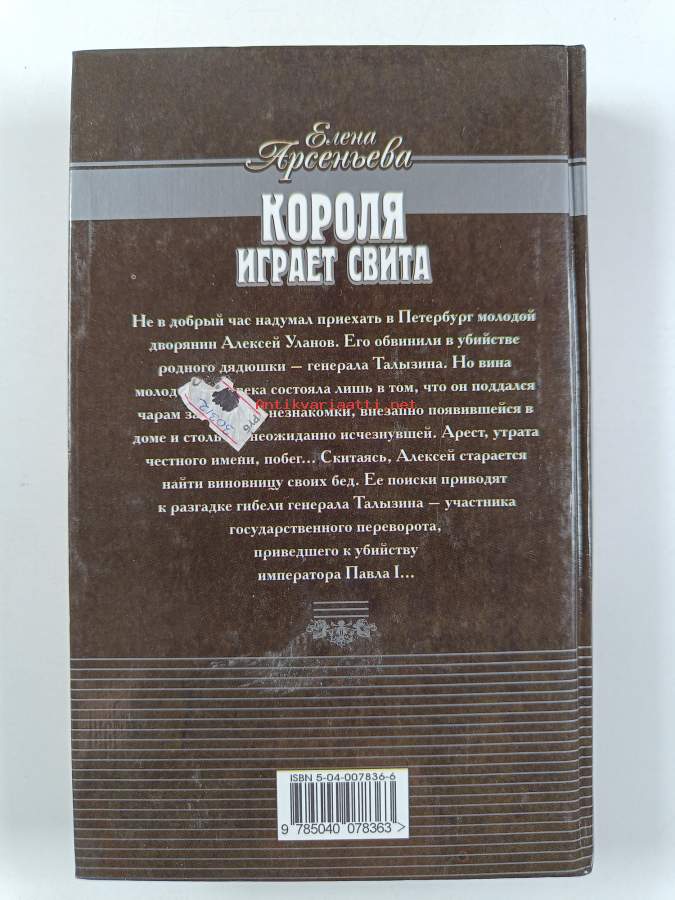 Елена
Арсеньева
КОРОЛЯ
ИГРАЕТ СВИТА
Не в добрый час надумал приехать в Петербург молодой
дворянин Алексей Уланов. Его обвинили в убийстве
родного дядюшки – генерала Талызина. Но вина
молодо века состояла лишь в том, что он поддался
чарам за незнакомки, внезапно появившейся в
доме и столь неожиданно исчезнувшей. Арест, утрата
честного имени, побег... Скитаясь, Алексей старается
найти виновницу своих бед. Ее поиски приводят
к разгадке гибели генерала Талызина – участника
государственного переворота,
приведшего к убийству
императора Павла I...
Antikvariaatti.net
ISBN 5-04-007836-6
9 785040 078363 >